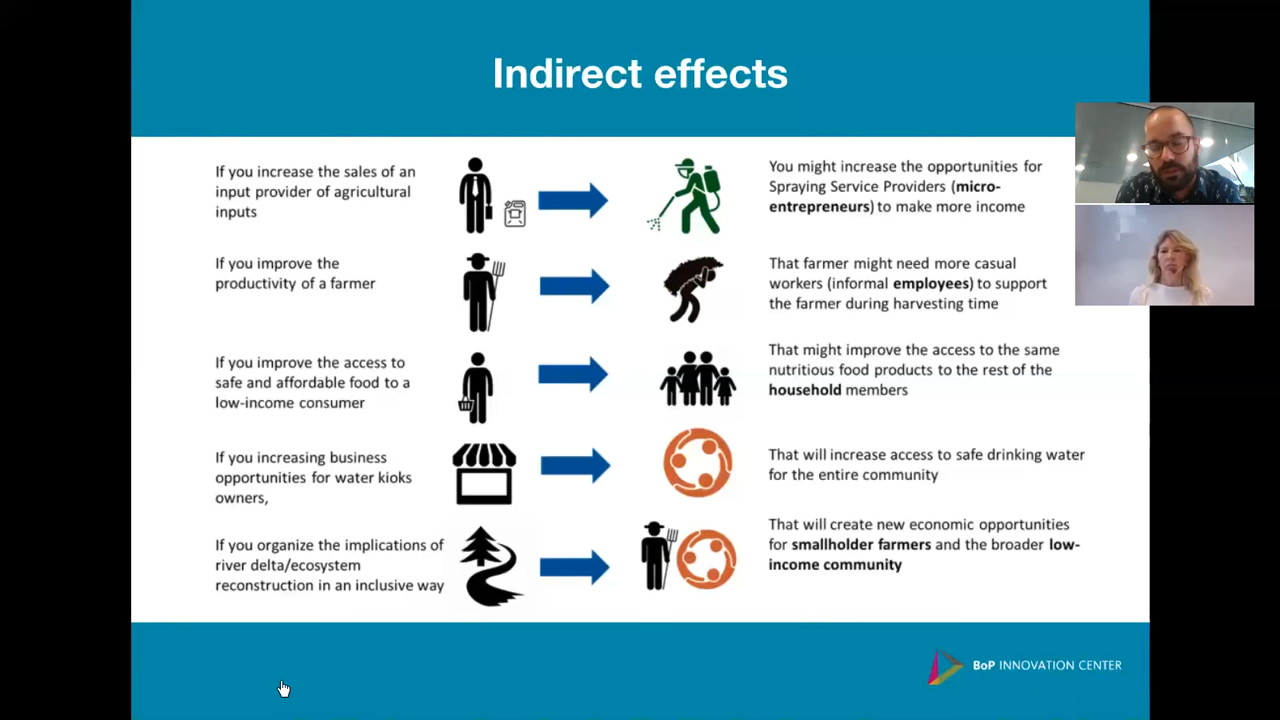 Indirect effects
If you increase the sales of an
input provider of agricultural
inputs
You might increase the opportunities for
Spraying Service Providers (micro-
entrepreneurs) to make more income
If you improve the
productivity of a farmer
That farmer might need more casual
workers (informal employees) to support
the farmer during harvesting time
If you improve the access to
safe and affordable food to a
low-income consumer
That might improve the access to the same
nutritious food products to the rest of the
household members
If you increasing business
opportunities for water kioks
owners,
That will increase access to safe drinking water
for the entire community
If you organize the implications of
river delta/ecosystem
reconstruction in an inclusive way
That will create new economic opportunities
for smallholder farmers and the broader low-
income community
BoP INNOVATION CENTER